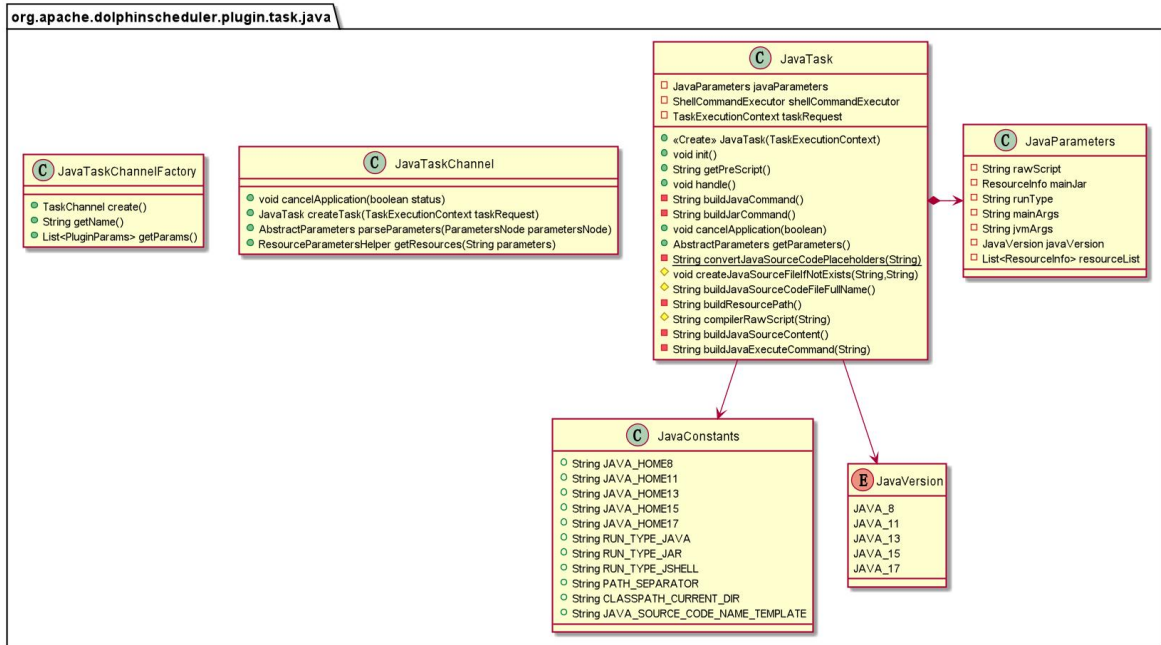 org.apache.dolphinscheduler.plugin.task.java
C JavaTaskChannelFactory
TaskChannel create()
String getName()
List<PluginParams> getParams()
C JavaTaskChannel
void cancelApplication(boolean status)
JavaTask createTask(TaskExecutionContext taskRequest)
AbstractParameters parseParameters(ParametersNode parametersNode)
ResourceParametersHelper getResources(String parameters)
C JavaTask
JavaParameters javaParameters
ShellCommandExecutor shellCommandExecutor
TaskExecutionContext taskRequest
«Create» JavaTask(TaskExecutionContext)
void init()
String getPreScript()
void handle()
String buildJavaCommand()
String buildJarCommand()
void cancelApplication(boolean)
AbstractParameters getParameters()
String convertJavaSourceCodePlaceholders(String)
void createJavaSourceFileIfNotExists(String,String)
String buildJavaSourceCodeFileFullName()
String buildResourcePath()
String compilerRawScript(String)
String buildJavaSourceContent()
String buildJavaExecuteCommand(String)
C JavaParameters
String rawScript
ResourceInfo mainJar
String runType
String mainArgs
String jvmArgs
JavaVersion javaVersion
List<ResourceInfo> resourceList
C JavaConstants
String JAVA_HOME8
String JAVA_HOME11
String JAVA_HOME13
String JAVA_HOME15
String JAVA_HOME17
String RUN_TYPE_JAVA
String RUN_TYPE_JAR
String RUN_TYPE_JSHELL
String PATH_SEPARATOR
String CLASSPATH_CURRENT_DIR
String JAVA_SOURCE_CODE_NAME_TEMPLATE
E JavaVersion
JAVA_8
JAVA_11
JAVA_13
JAVA_15
JAVA_17